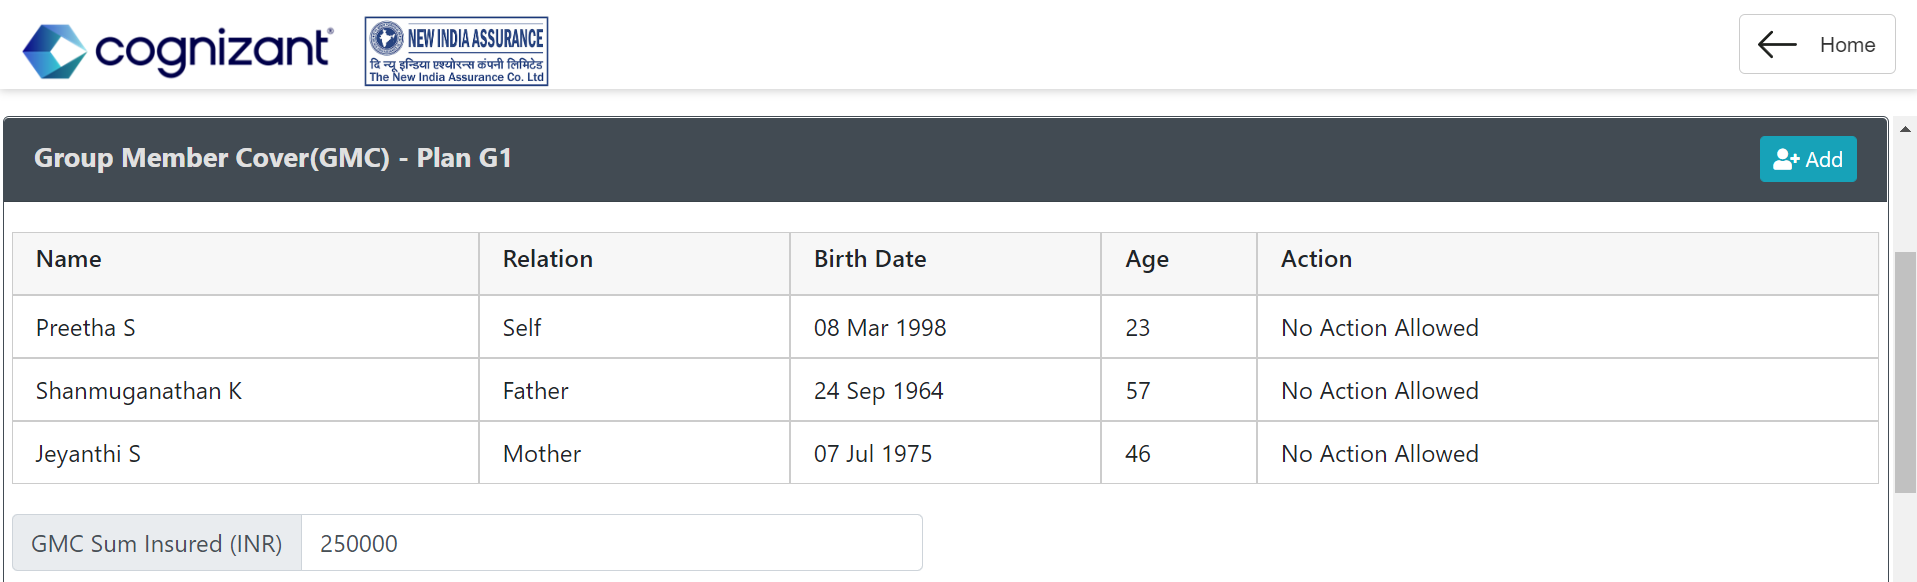 cognizant®
NEW INDIA ASSURANCE
दि न्यू इन्डिया एश्योरन्स कंपनी लिमिटेड
The New India Assurance Co. Ltd
Home
Group Member Cover(GMC) - Plan G1
Add
Name Relation Birth Date Age Action
Preetha S Self 08 Mar 1998 23 No Action Allowed
Shanmuganathan K Father 24 Sep 1964 57 No Action Allowed
Jeyanthi S Mother 07 Jul 1975 46 No Action Allowed
GMC Sum Insured (INR) 250000